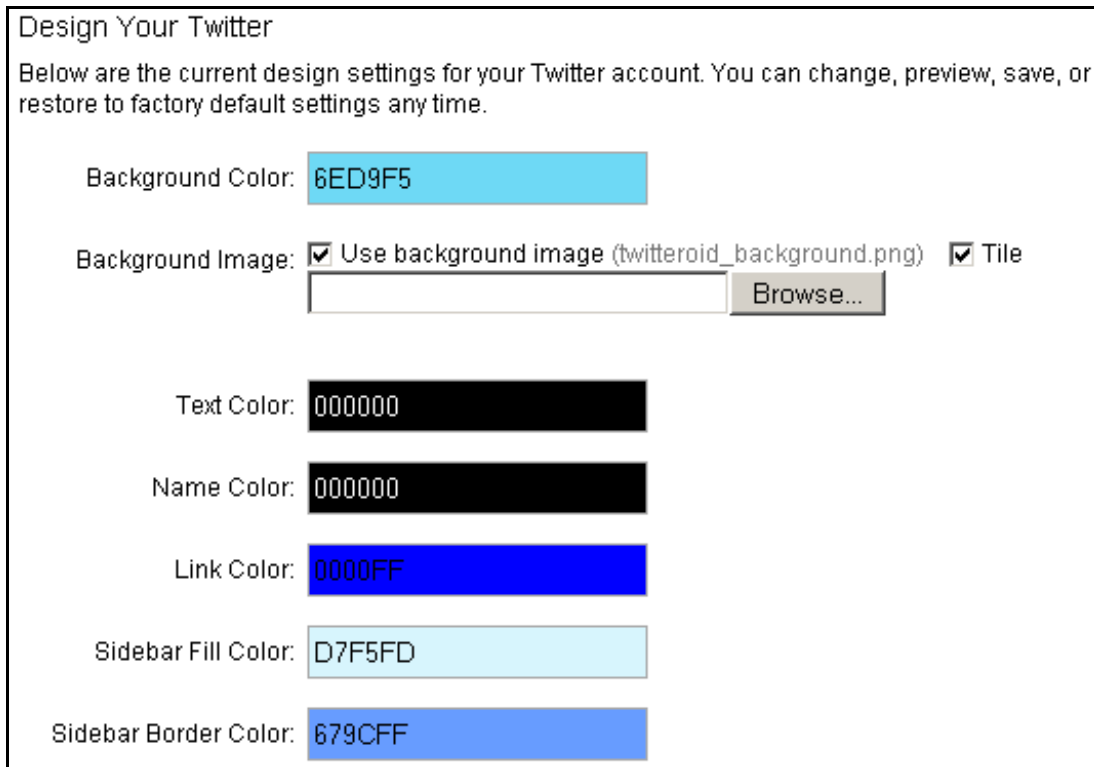 Design Your Twitter
Below are the current design settings for your Twitter account. You can change, preview, save, or
restore to factory default settings any time.
Background Color: 6ED9F5
Background Image: Use background image (twitteroid_background.png) Tile
Browse...
Text Color: 000000
Name Color: 000000
Link Color: 0000FF
Sidebar Fill Color: D7F5FD
Sidebar Border Color: 679CFF